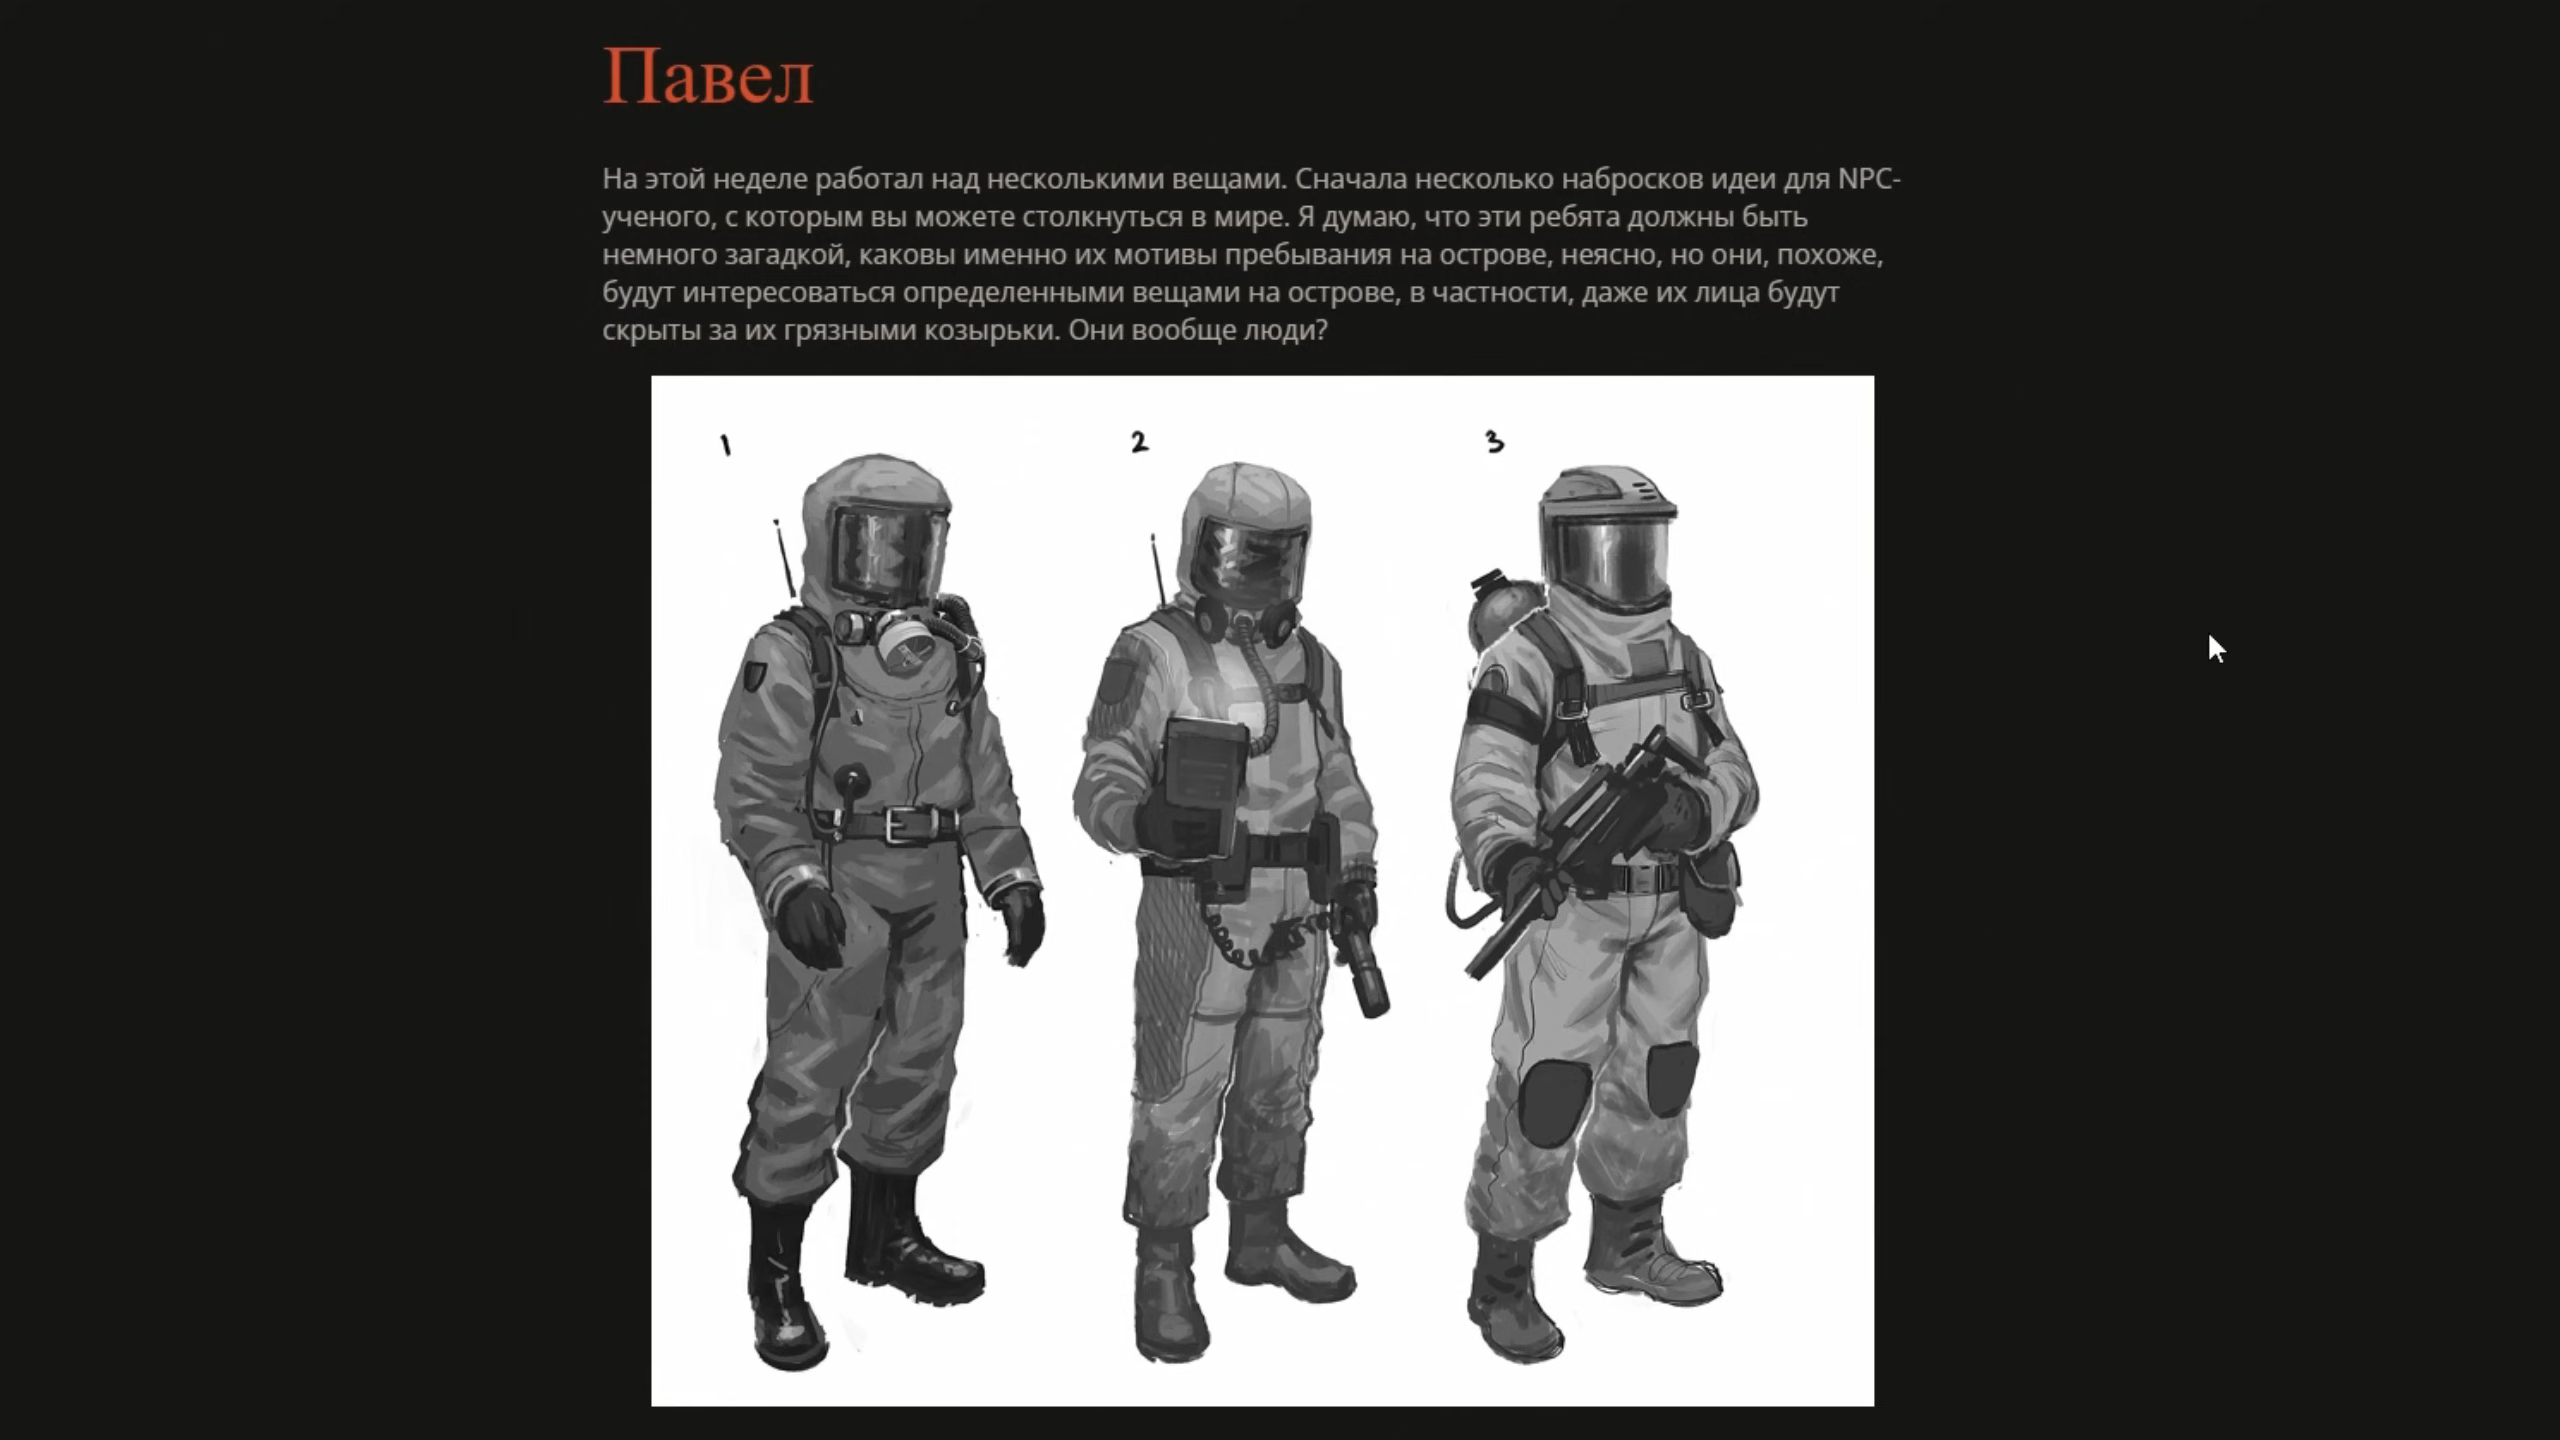 Павел
На этой неделе работал над несколькими вещами. Сначала несколько набросков идеи для NPC-
ученого, с которым вы можете столкнуться в мире. Я думаю, что эти ребята должны быть
немного загадкой, каковы именно их мотивы пребывания на острове, неясно, но они, похоже,
будут интересоваться определенными вещами на острове, в частности, даже их лица будут
скрыты за их грязными козырьки. Они вообще люди?
1 2 3